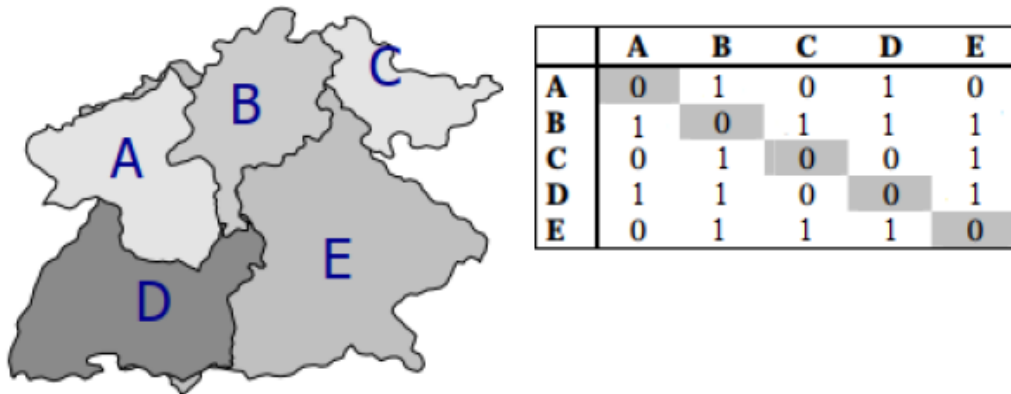 A
B
C
D
E
A B C D E
A 0 1 0 1 0
B 1 0 1 1 1
C 0 1 0 0 1
D 1 1 0 0 1
E 0 1 1 1 0